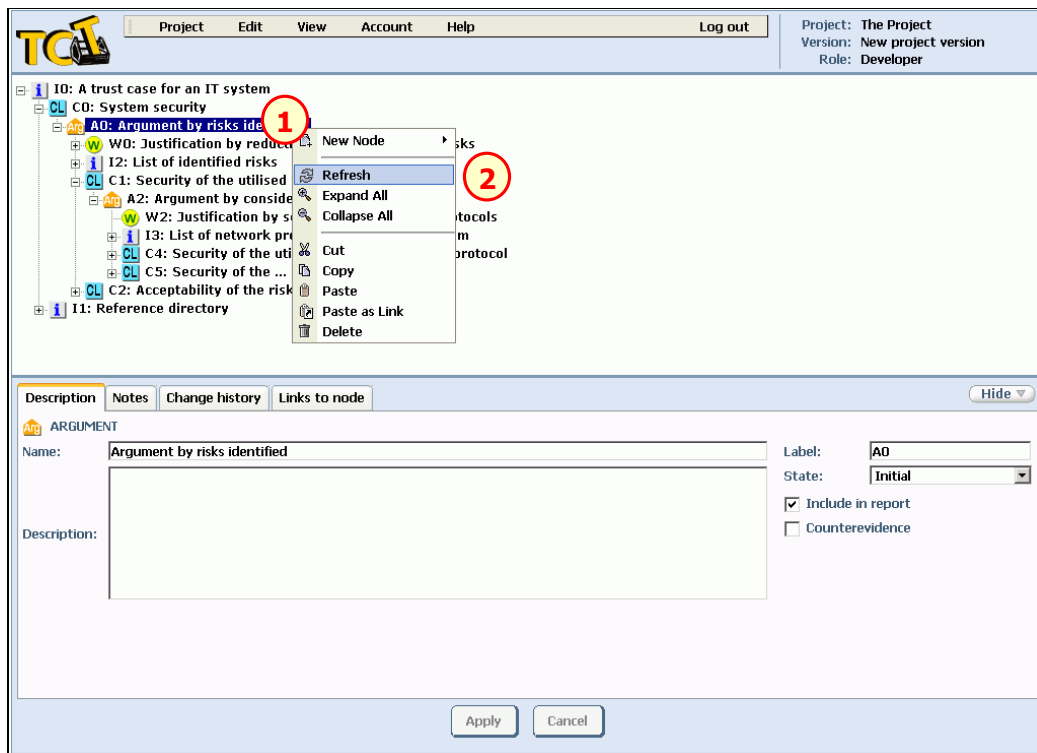 TCT
Project Edit View Account Help Log out
Project: The Project
Version: New project version
Role: Developer
i I0: A trust case for an IT system
CL C0: System security
Arg A0: Argument by risks ide
1
W W0: Justification by reducti sks
i I2: List of identified risks
CL C1: Security of the utilised
Arg A2: Argument by conside
W W2: Justification by s tocols
i I3: List of network pro m
CL C4: Security of the uti protocol
CL C5: Security of the ...
CL C2: Acceptability of the risk
i I1: Reference directory
New Node
Refresh
2
Expand All
Collapse All
Cut
Copy
Paste
Paste as Link
Delete
Description Notes Change history Links to node Hide
Arg ARGUMENT
Name: Argument by risks identified
Label: A0
State: Initial
Include in report
Counterevidence
Description:
Apply Cancel